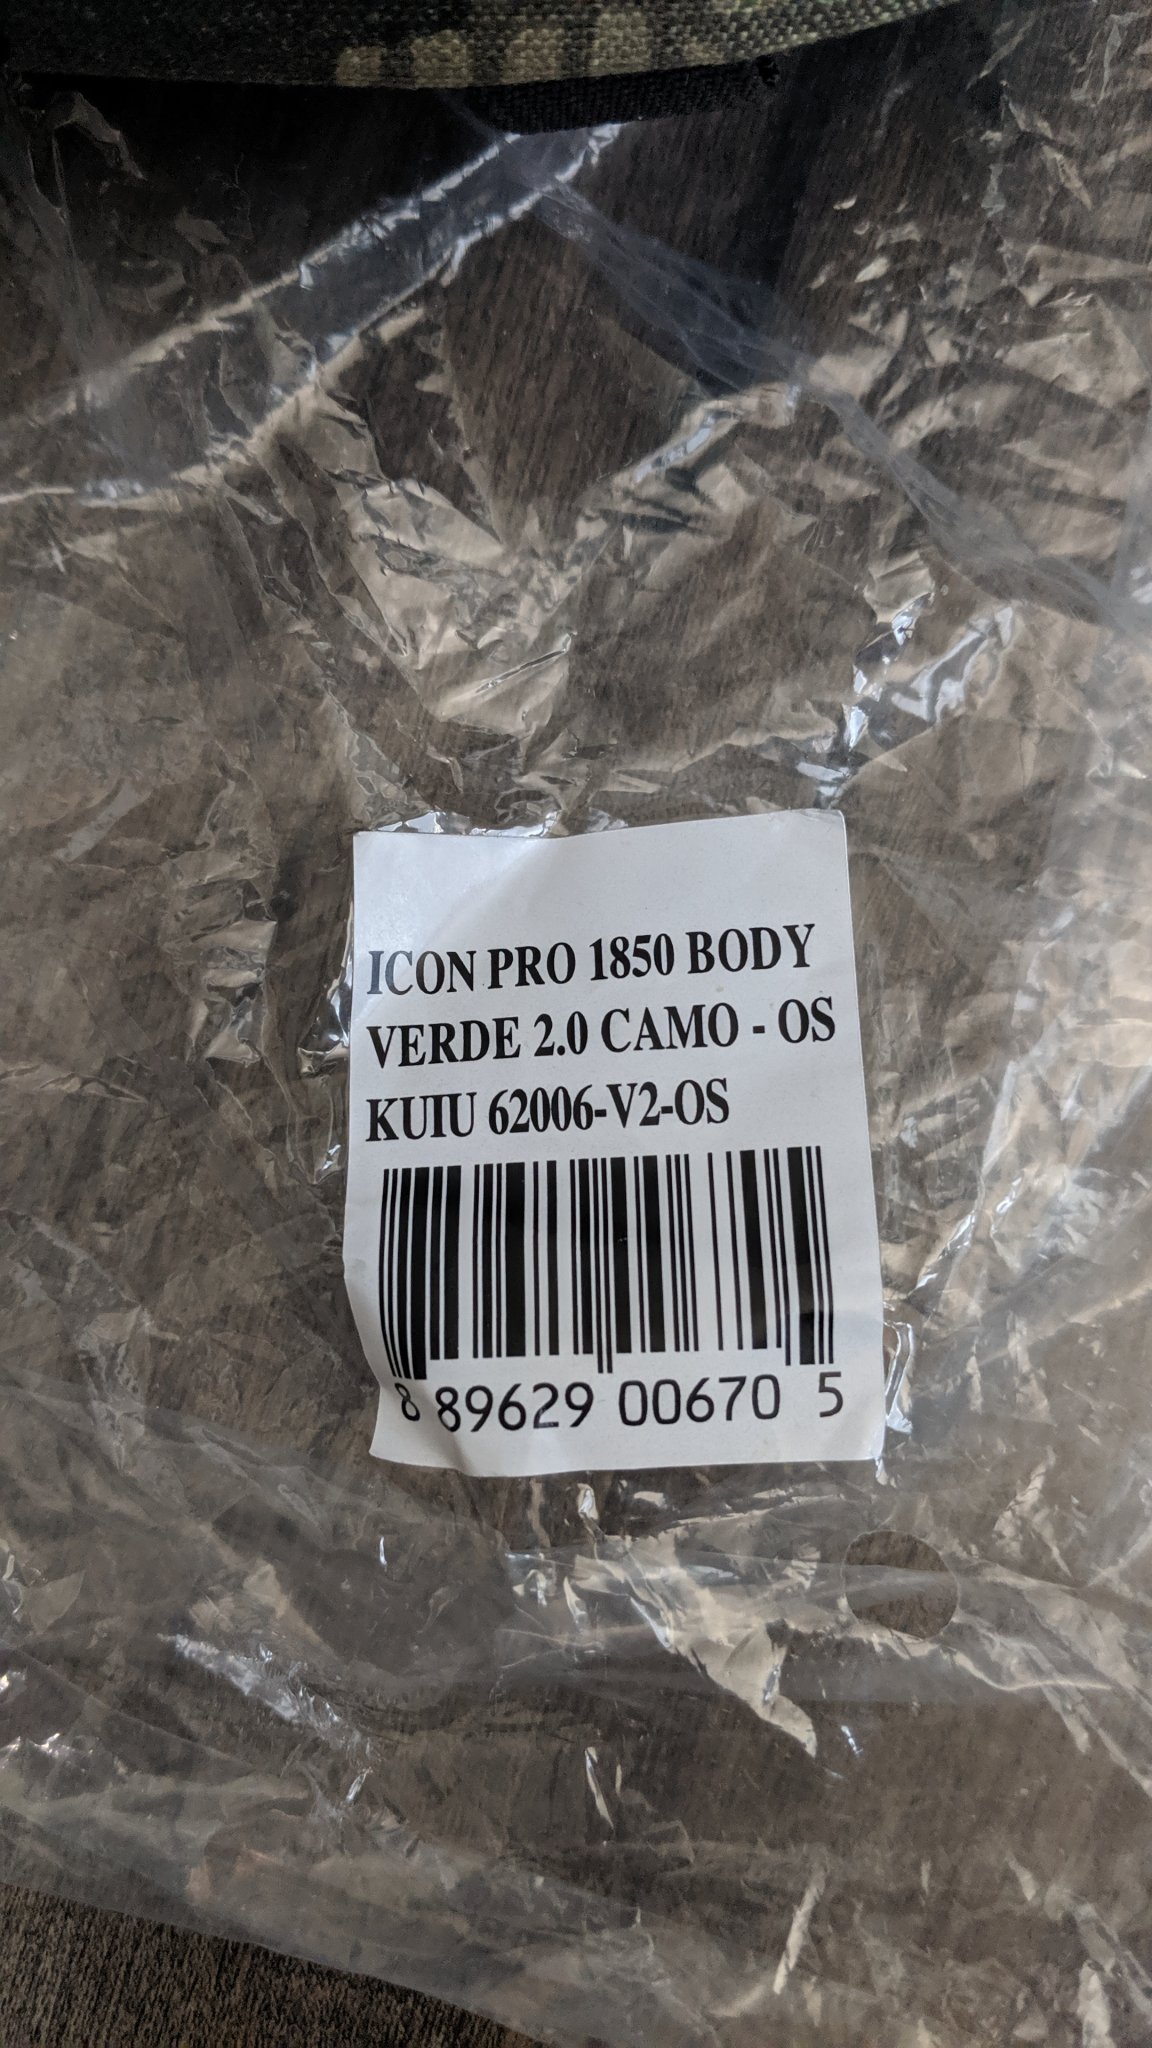 ICON PRO 1850 BODY
VERDE 2.0 CAMO - OS
KUIU 62006-V2-OS
8 89629 00670 5